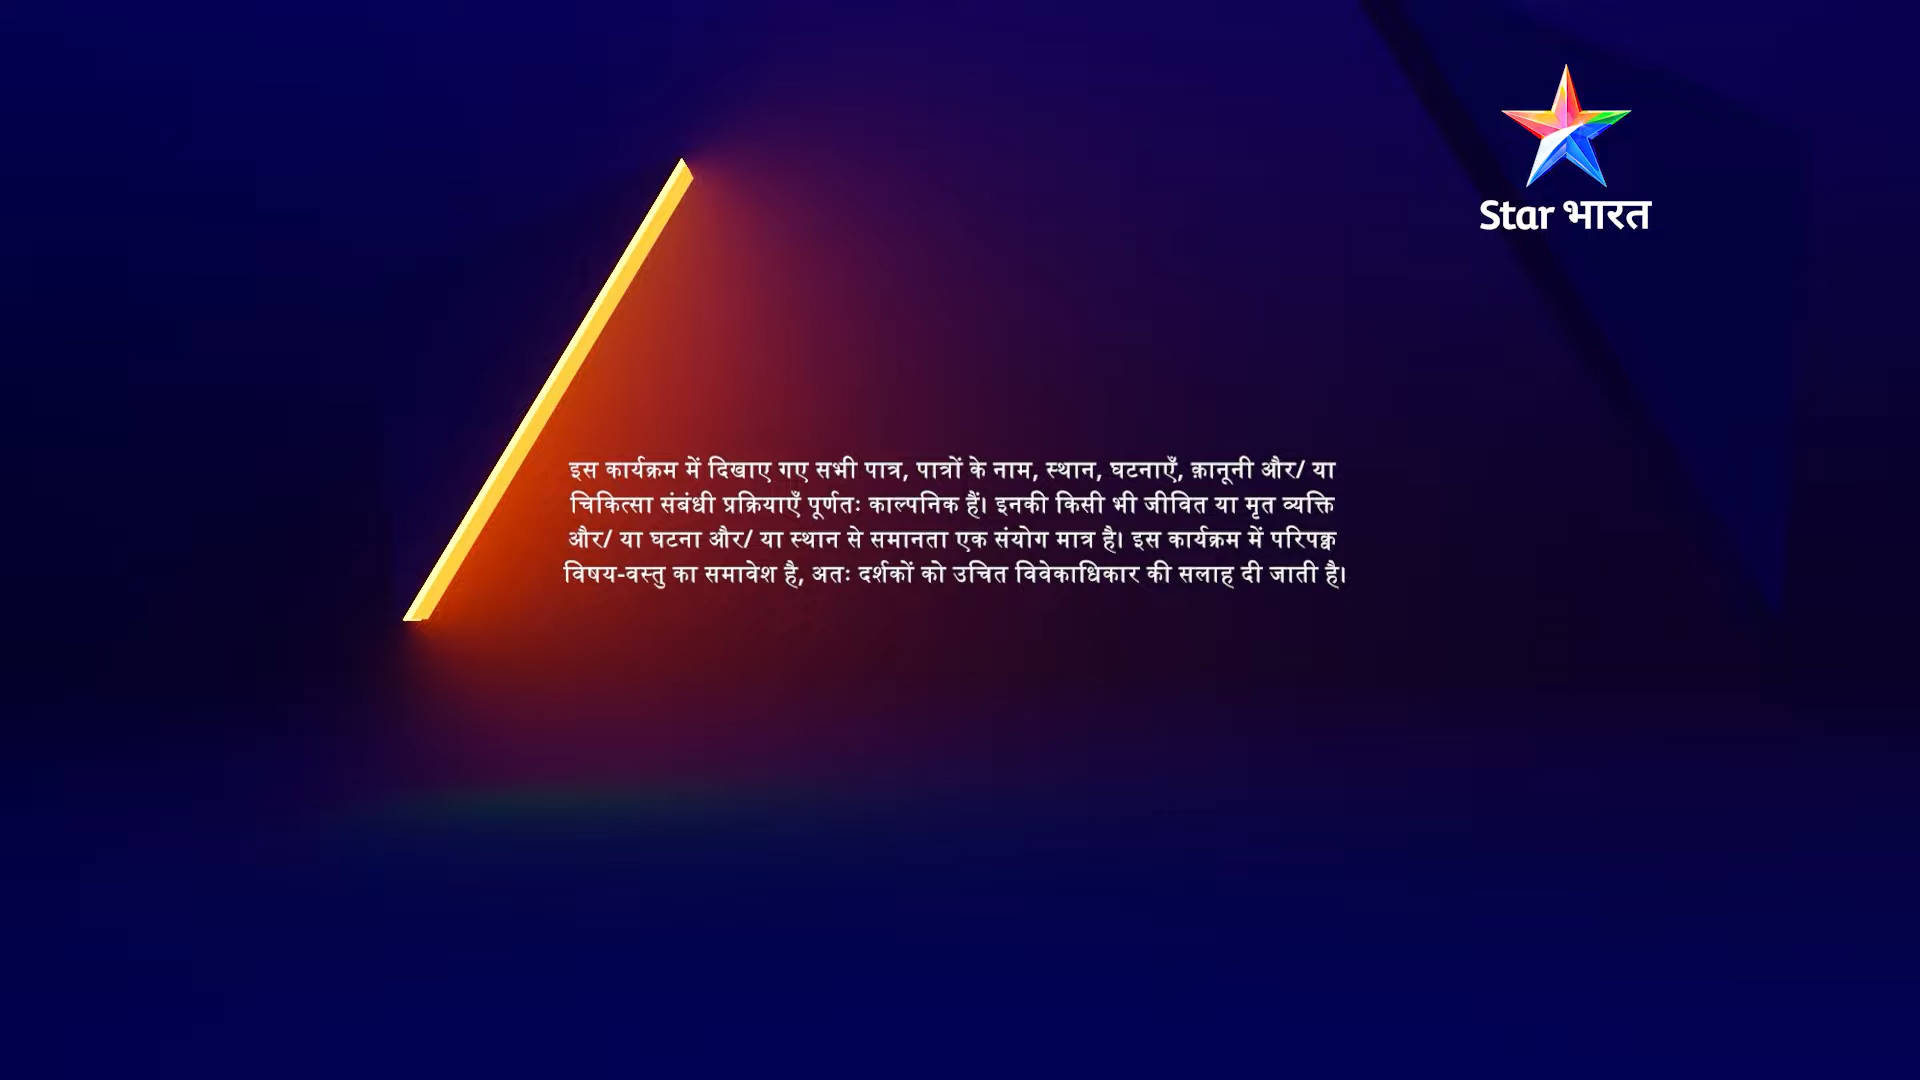 Star भारत
इस कार्यक्रम में दिखाए गए सभी पात्र, पात्रों के नाम, स्थान, घटनाएँ, क़ानूनी और/ या
चिकित्सा संबंधी प्रक्रियाएँ पूर्णतः काल्पनिक हैं। इनकी किसी भी जीवित या मृत व्यक्ति
और/ या घटना और/ या स्थान से समानता एक संयोग मात्र है। इस कार्यक्रम में परिपक्व
विषय-वस्तु का समावेश है, अतः दर्शकों को उचित विवेकाधिकार की सलाह दी जाती है।